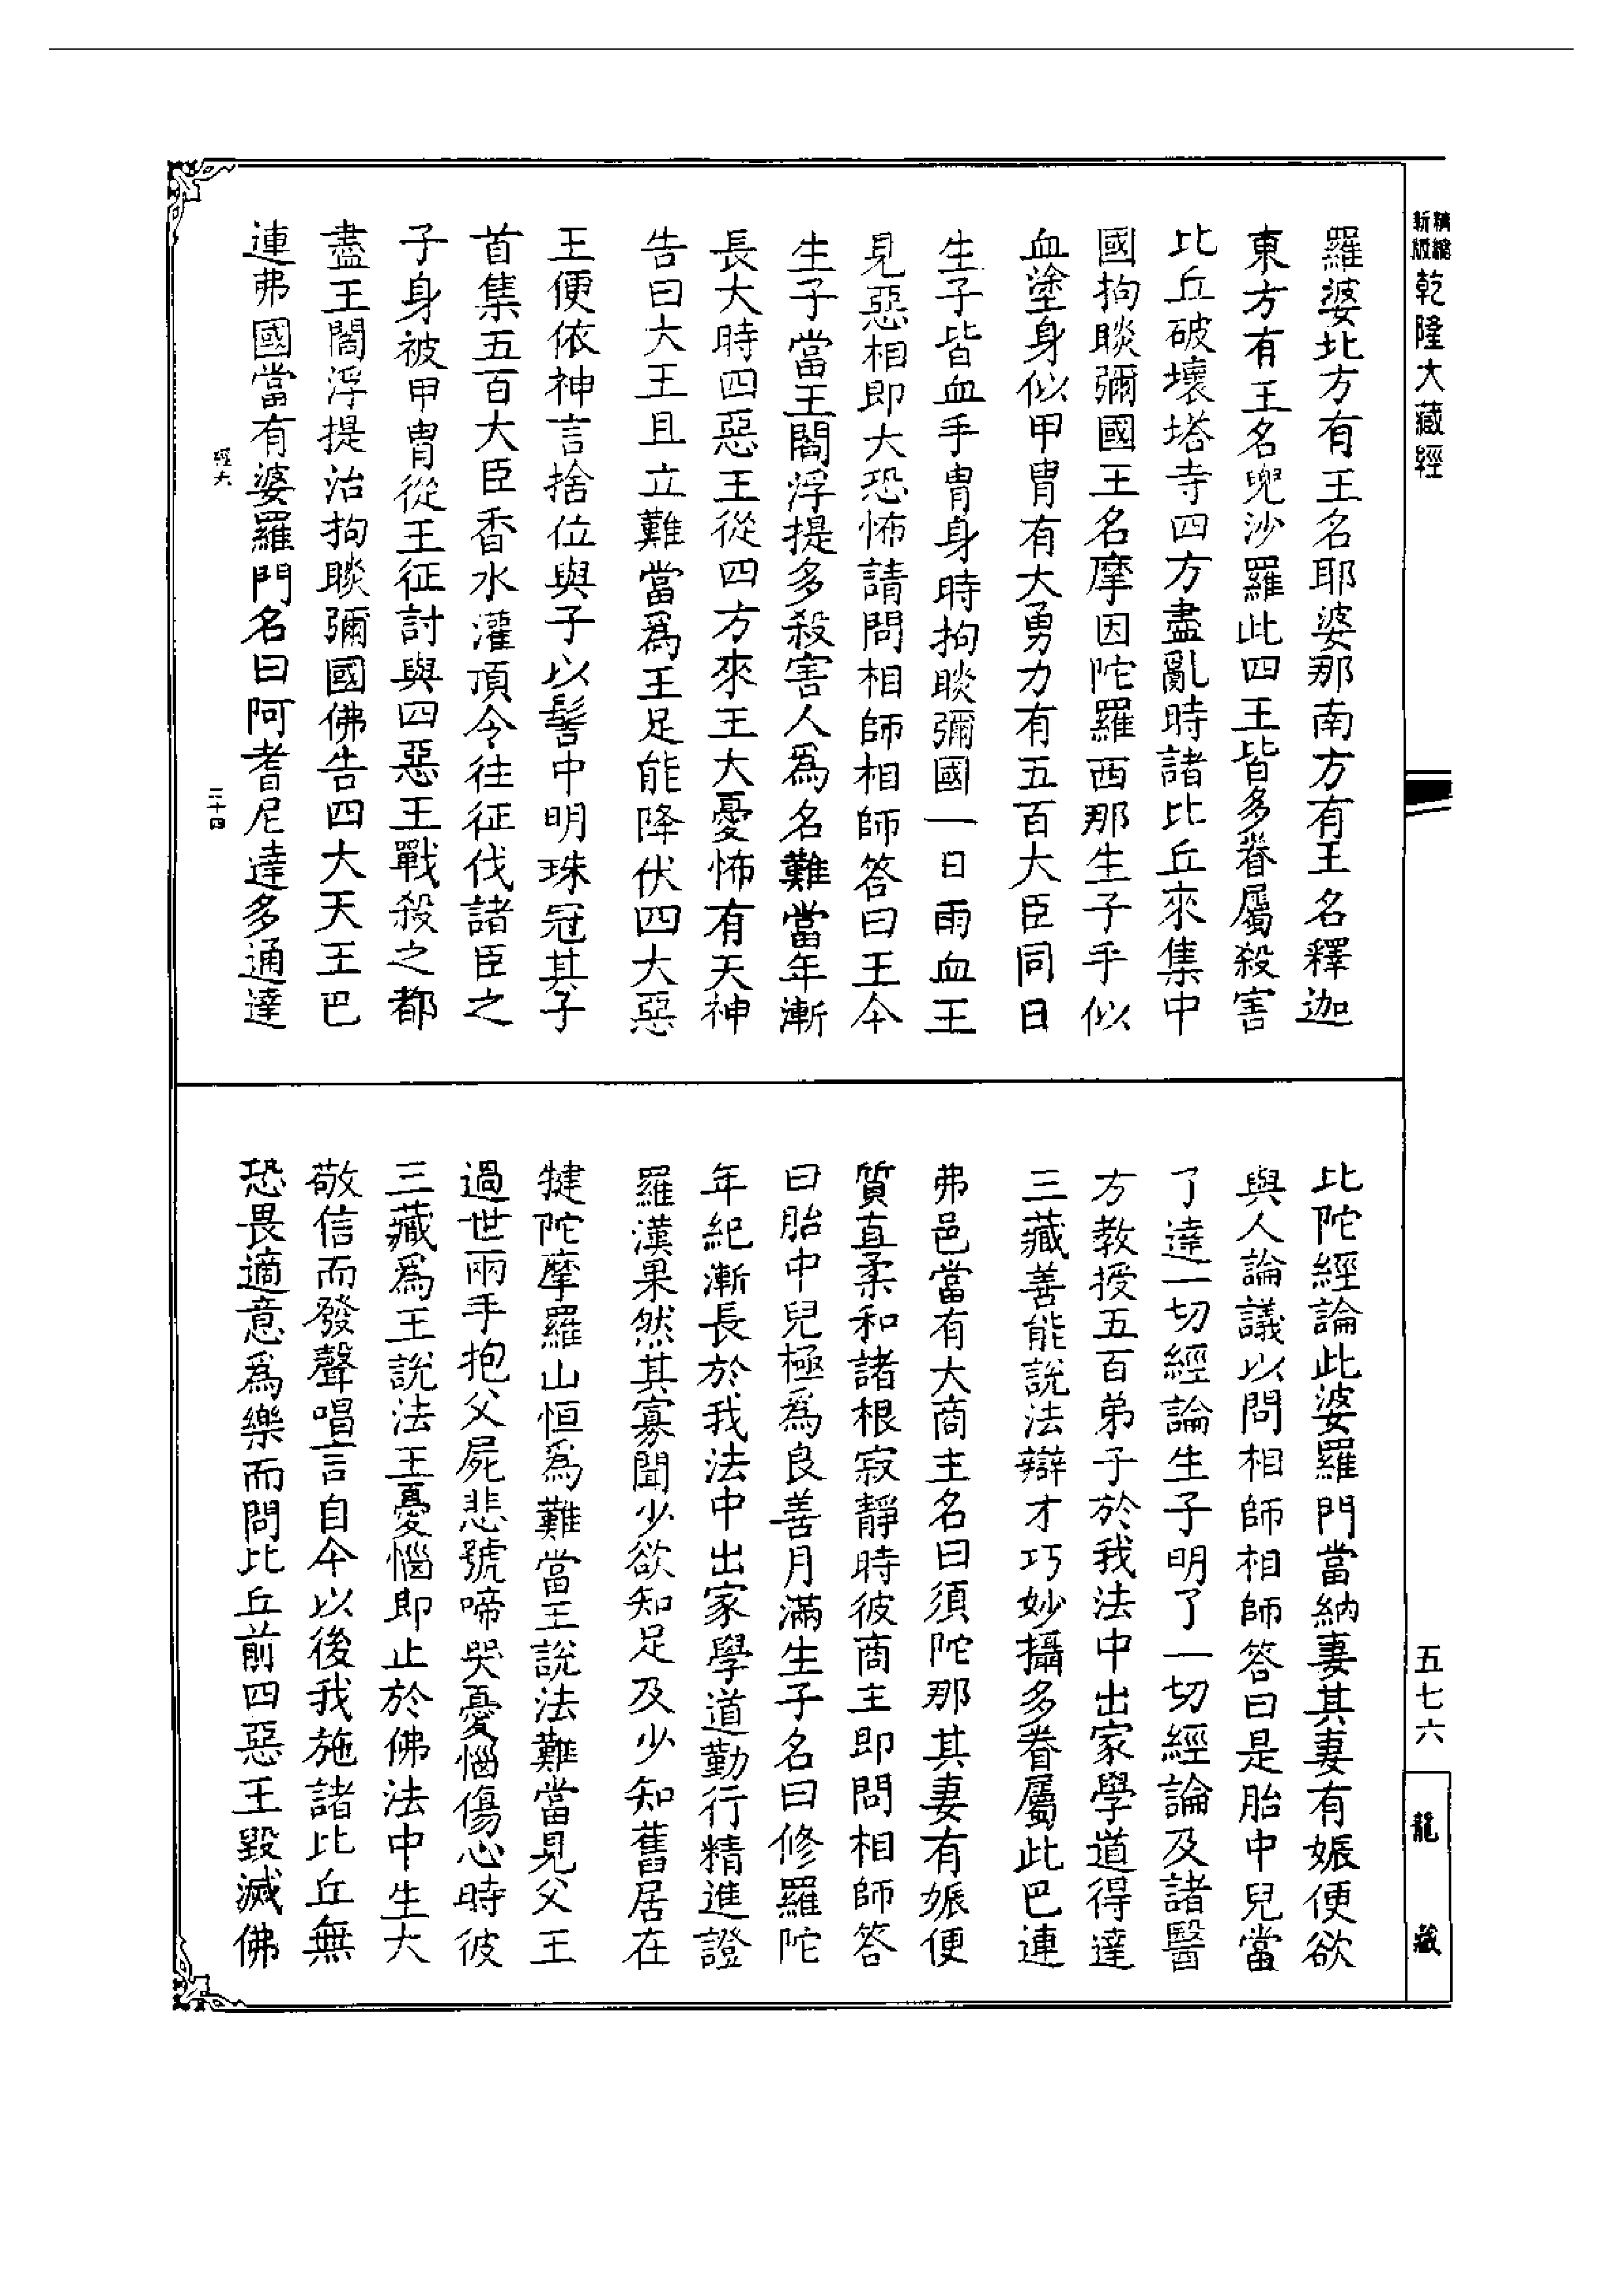 精縮新版乾隆大藏經
羅婆北方有王名耶婆那南方有王名釋迦
東方有王名兜沙羅此四王皆多眷屬殺害
比丘破壞塔寺四方盡亂時諸比丘來集中
國拘睒彌國王名摩因陀羅西那生子手似
血塗身似甲冑有大勇力有五百大臣同日
生子皆血手冑身時拘睒彌國一日雨血王
見惡相即大恐怖請問相師相師答曰王今
生子當王閻浮提多殺害人為名難當年漸
長大時四惡王從四方來王大憂怖有天神
告曰大王且立難當為王足能降伏四大惡
王便依神言捨位與子以髻中明珠冠其子
首集五百大臣香水灌頂令往征伐諸臣之
子身被甲冑從王征討與四惡王戰殺之都
盡王閻浮提治拘睒彌國佛告四大天王巴
連弗國當有婆羅門名曰阿耆尼達多通達
經大
三十四
比陀經論此婆羅門當納妻其妻有娠便欲
與人論議以問相師相師答曰是胎中兒當
了達一切經論生子明了一切經論及諸醫
方教授五百弟子於我法中出家學道得達
三藏善能說法辯才巧妙攝多眷屬此巴連
弗邑當有大商主名曰須陀那其妻有娠便
質直柔和諸根寂靜時彼商主即問相師答
曰胎中兒極為良善月滿生子名曰修羅陀
年紀漸長於我法中出家學道勤行精進證
羅漢果然其寡聞少欲知足及少知舊居在
犍陀摩羅山恒為難當王說法難當見父王
過世兩手抱父屍悲號啼哭憂惱傷心時彼
三藏為王說法王憂惱即止於佛法中生大
敬信而發聲唱言自今以後我施諸比丘無
恐畏適意為樂而問比丘前四惡王毀滅佛
五七六
龍藏